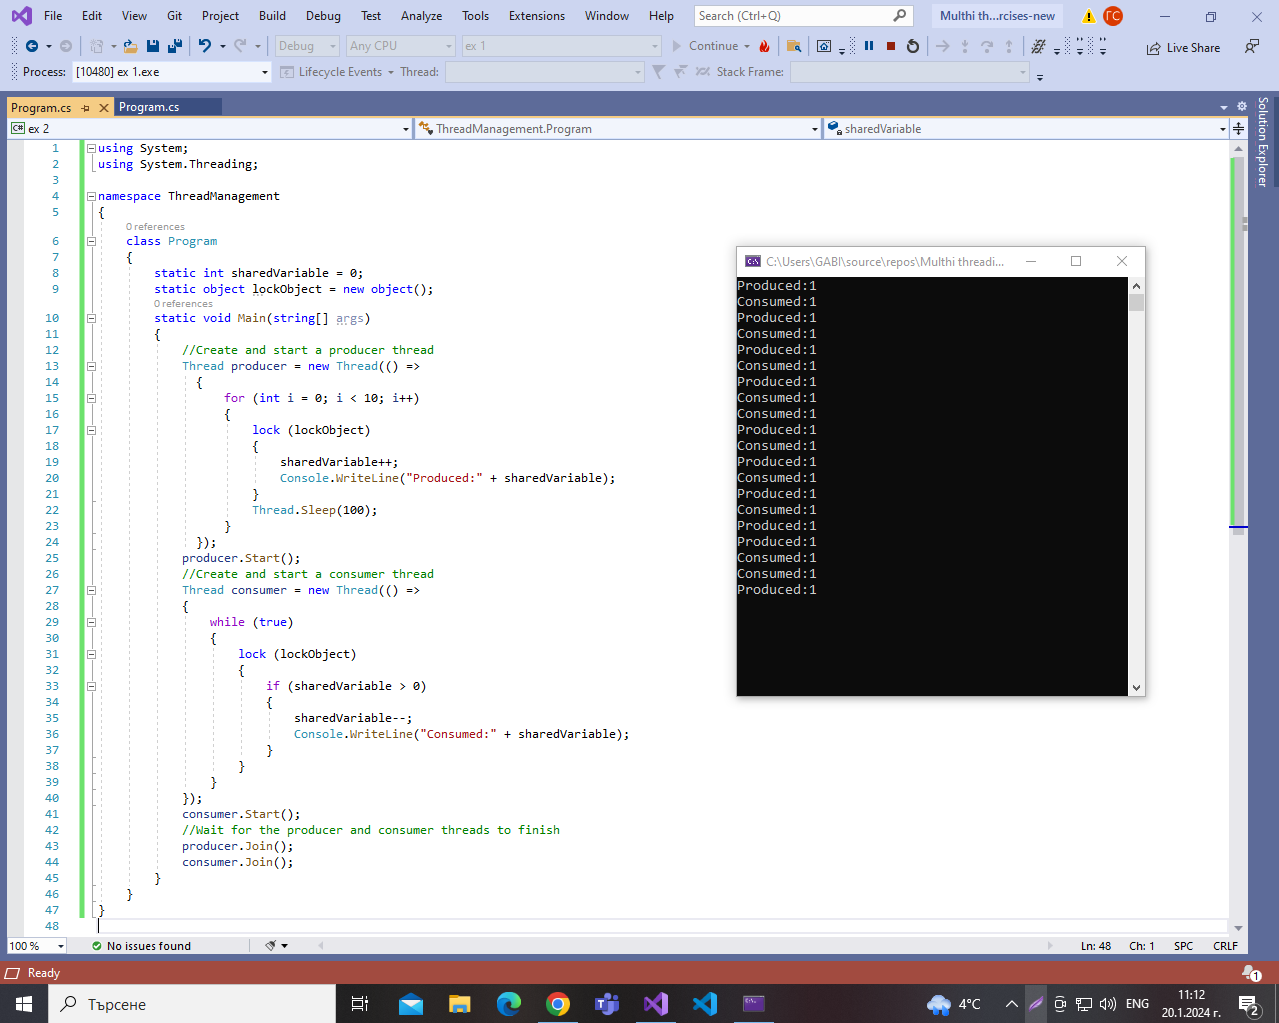 File Edit View Git Project Build Debug Test Analyze Tools Extensions Window Help Search (Ctrl+Q) Multhi th...rcises-new ГС
Debug Any CPU ex 1 Continue Live Share
Process: [10480] ex 1.exe Lifecycle Events Thread: Stack Frame:
Program.cs Program.cs
Solution Explorer
C# ex 2 ThreadManagement.Program sharedVariable
1 using System;
2 using System.Threading;
3
4 namespace ThreadManagement
5 {
0 references
6 class Program
7 {
8 static int sharedVariable = 0;
9 static object lockObject = new object();
0 references
10 static void Main(string[] args)
11 {
12 //Create and start a producer thread
13 Thread producer = new Thread(() =>
14 {
15 for (int i = 0; i < 10; i++)
16 {
17 lock (lockObject)
18 {
19 sharedVariable++;
20 Console.WriteLine("Produced:" + sharedVariable);
21 }
22 Thread.Sleep(100);
23 }
24 });
25 producer.Start();
26 //Create and start a consumer thread
27 Thread consumer = new Thread(() =>
28 {
29 while (true)
30 {
31 lock (lockObject)
32 {
33 if (sharedVariable > 0)
34 {
35 sharedVariable--;
36 Console.WriteLine("Consumed:" + sharedVariable);
37 }
38 }
39 }
40 });
41 consumer.Start();
42 //Wait for the producer and consumer threads to finish
43 producer.Join();
44 consumer.Join();
45 }
46 }
47 }
48
C:\Users\GABI\source\repos\Multhi threadi...
Produced:1
Consumed:1
Produced:1
Consumed:1
Produced:1
Consumed:1
Produced:1
Consumed:1
Consumed:1
Produced:1
Consumed:1
Produced:1
Consumed:1
Produced:1
Consumed:1
Produced:1
Produced:1
Consumed:1
Consumed:1
Produced:1
100 % No issues found Ln: 48 Ch: 1 SPC CRLF
Ready 1
Търсене 4°C ENG 11:12
20.1.2024 г. 2